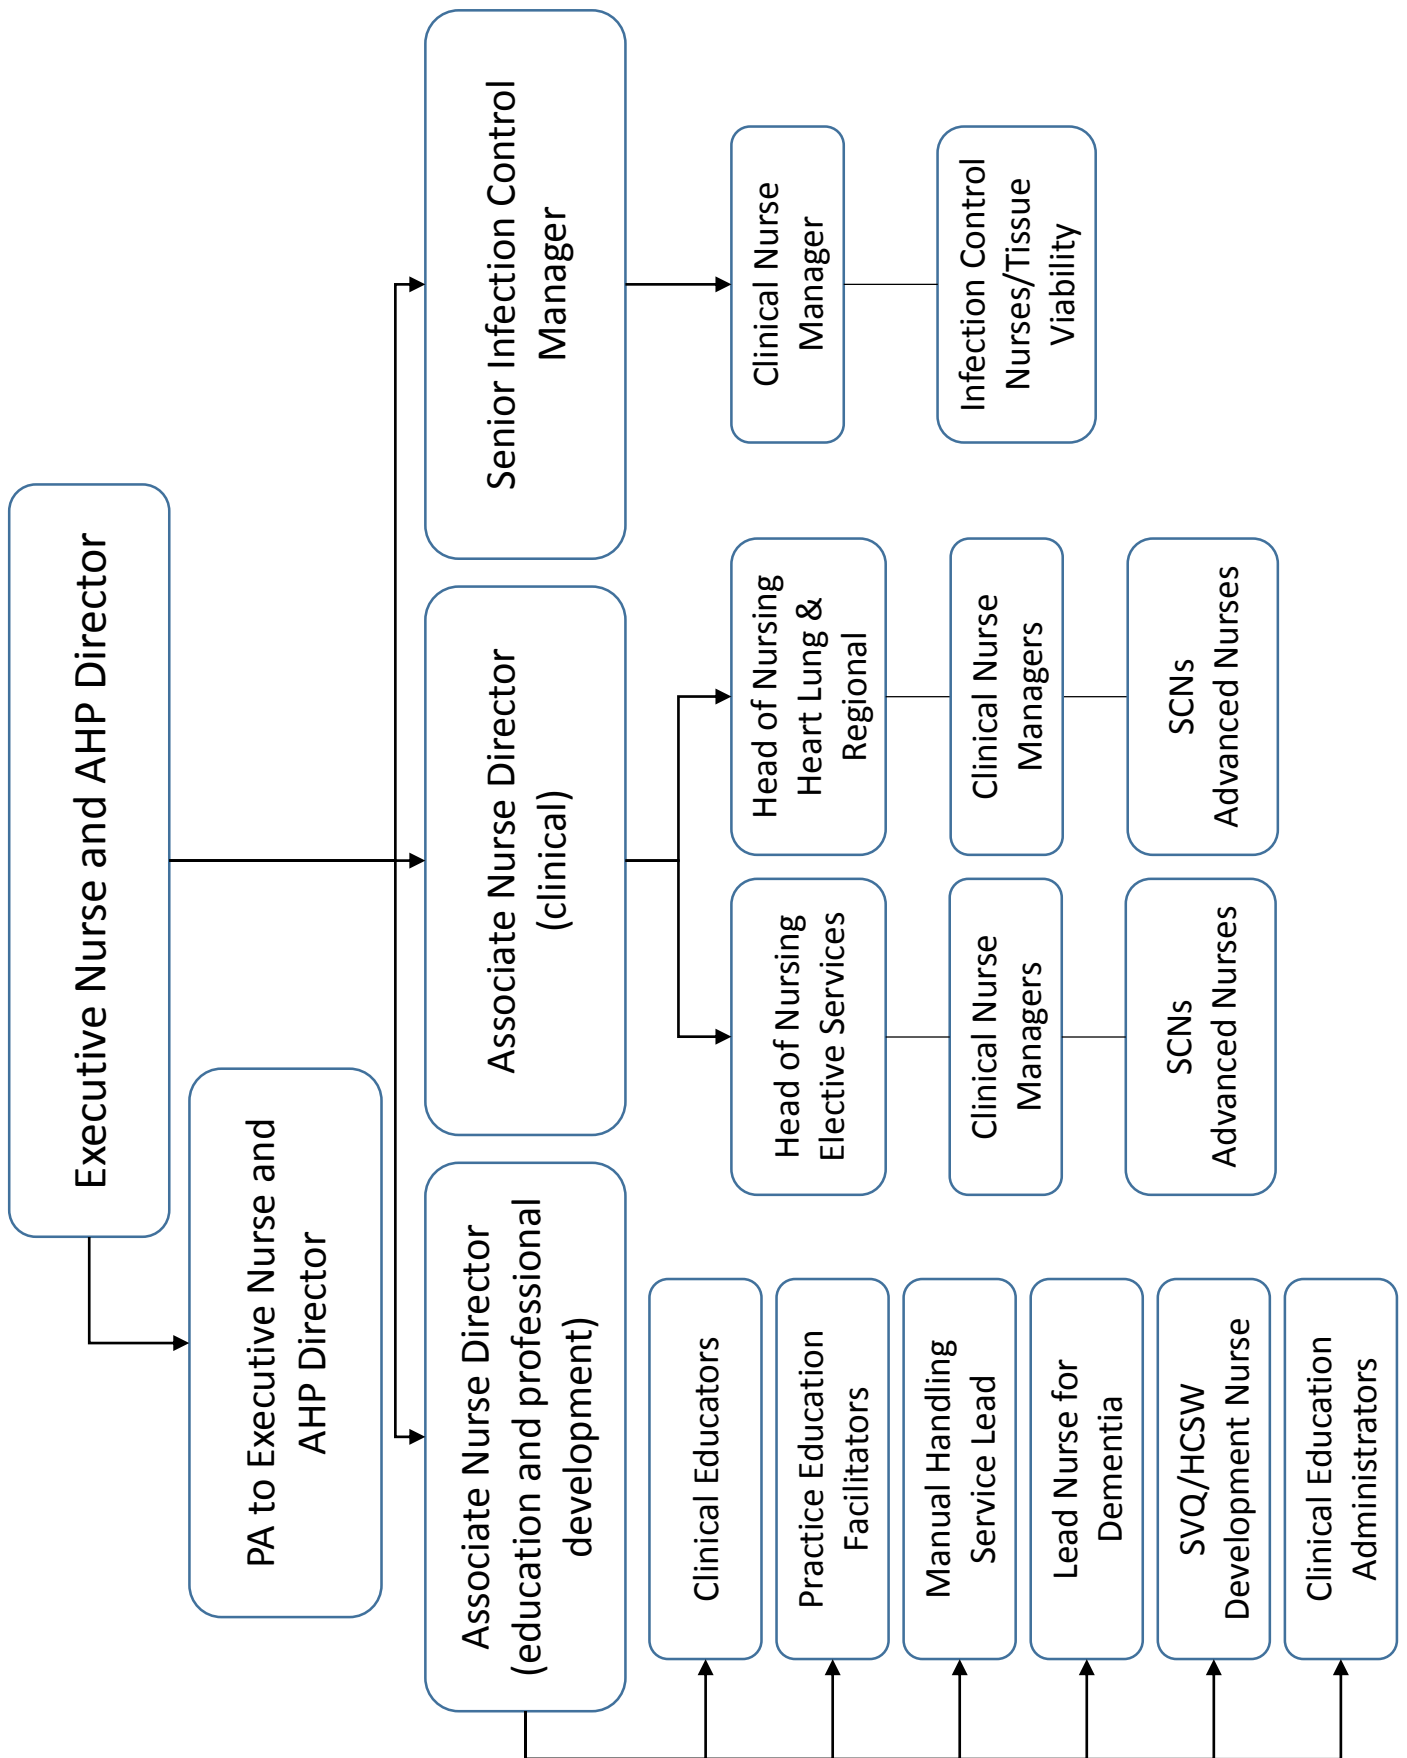 Executive Nurse and AHP Director
PA to Executive Nurse and
AHP Director
Associate Nurse Director
(education and professional
development)
Associate Nurse Director
(clinical)
Senior Infection Control
Manager
Clinical Educators
Practice Education
Facilitators
Manual Handling
Service Lead
Lead Nurse for
Dementia
SVQ/HCSW
Development Nurse
Clinical Education
Administrators
Head of Nursing
Elective Services
Clinical Nurse
Managers
SCNs
Advanced Nurses
Head of Nursing
Heart Lung &
Regional
Clinical Nurse
Managers
SCNs
Advanced Nurses
Clinical Nurse
Manager
Infection Control
Nurses/Tissue
Viability